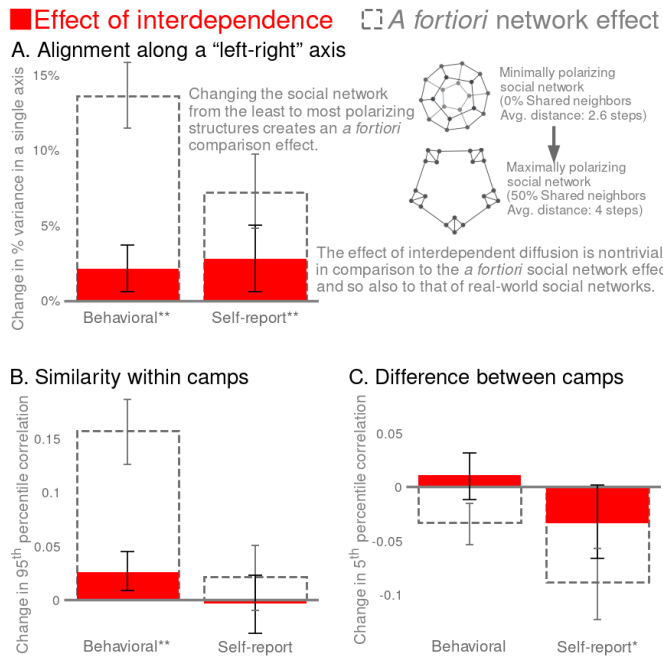 Effect of interdependence
A fortiori network effect
A. Alignment along a “left-right” axis
Change in % variance in a single axis
15%
10%
5%
0%
Changing the social network
from the least to most polarizing
structures creates an a fortiori
comparison effect.
Minimally polarizing
social network
(0% Shared neighbors
Avg. distance: 2.6 steps)
Maximally polarizing
social network
(50% Shared neighbors
Avg. distance: 4 steps)
The effect of interdependent diffusion is nontrivial
in comparison to the a fortiori social network effec
and so also to that of real-world social networks.
Behavioral**
Self-report**
B. Similarity within camps
Change in 95th percentile correlation
0.15
0.1
0.05
0
Behavioral**
Self-report
C. Difference between camps
Change in 5th percentile correlation
0.05
0
-0.05
-0.1
Behavioral
Self-report*